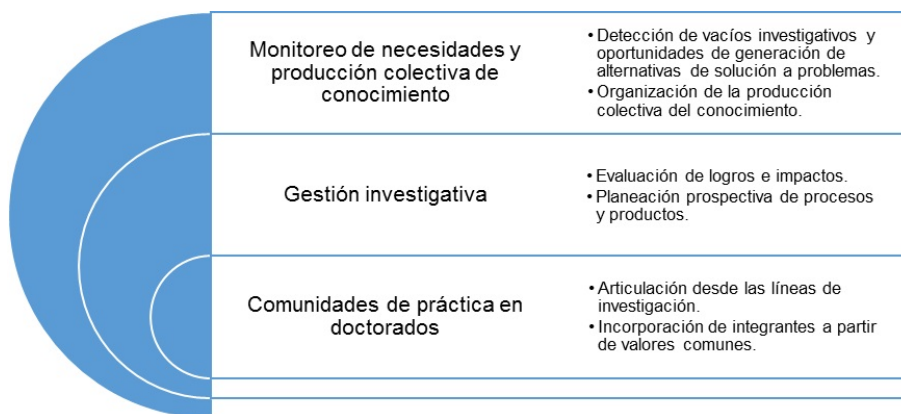 Monitoreo de necesidades y
producción colectiva de
conocimiento
• Detección de vacíos investigativos y
oportunidades de generación de
alternativas de solución a problemas.
• Organización de la producción
colectiva del conocimiento.
Gestión investigativa
• Evaluación de logros e impactos.
• Planeación prospectiva de procesos
y productos.
Comunidades de práctica en
doctorados
• Articulación desde las líneas de
investigación.
• Incorporación de integrantes a partir
de valores comunes.